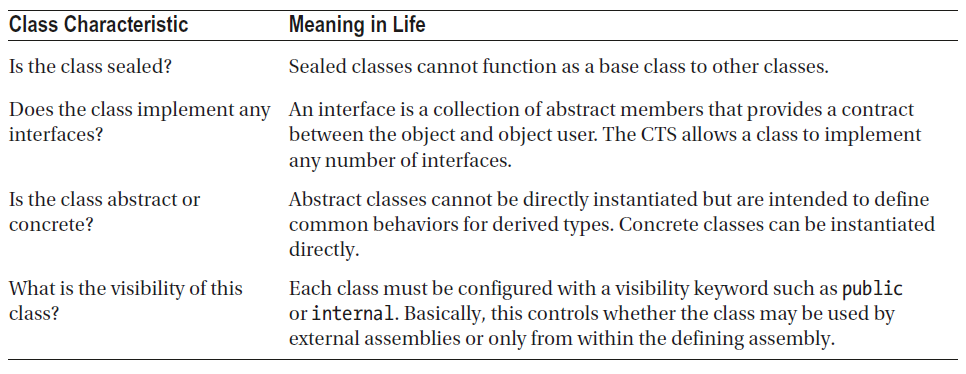 Class Characteristic Meaning in Life
Is the class sealed? Sealed classes cannot function as a base class to other classes.
Does the class implement any interfaces? An interface is a collection of abstract members that provides a contract
between the object and object user. The CTS allows a class to implement
any number of interfaces.
Is the class abstract or
concrete?
Abstract classes cannot be directly instantiated but are intended to define
common behaviors for derived types. Concrete classes can be instantiated
directly.
What is the visibility of this
class?
Each class must be configured with a visibility keyword such as public
or internal. Basically, this controls whether the class may be used by
external assemblies or only from within the defining assembly.